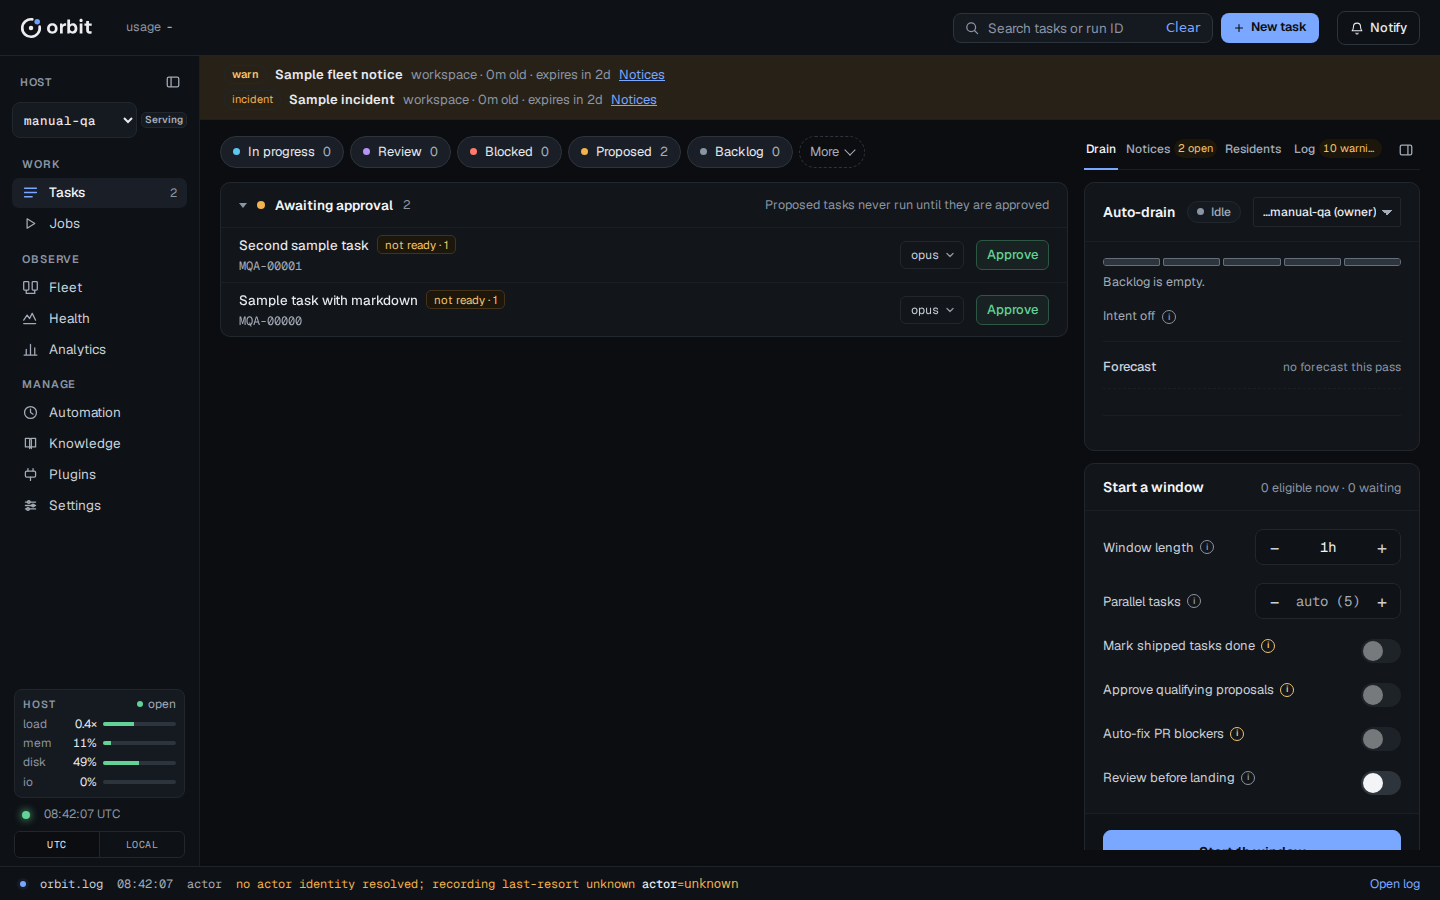 orbit
usage -
Search tasks or run ID
Clear
+ New task
Notify
HOST
manual-qa
Serving
WORK
Tasks 2
Jobs
OBSERVE
Fleet
Health
Analytics
MANAGE
Automation
Knowledge
Plugins
Settings
HOST open
load 0.4×
mem 11%
disk 49%
io 0%
08:42:07 UTC
UTC LOCAL
warn Sample fleet notice workspace · 0m old · expires in 2d Notices
incident Sample incident workspace · 0m old · expires in 2d Notices
In progress 0
Review 0
Blocked 0
Proposed 2
Backlog 0
More
Awaiting approval 2
Proposed tasks never run until they are approved
Second sample task not ready · 1
MQA-00001
opus
Approve
Sample task with markdown not ready · 1
MQA-00000
opus
Approve
Drain Notices 2 open Residents Log 10 warni...
Auto-drain Idle ...manual-qa (owner)
Backlog is empty.
Intent off
Forecast no forecast this pass
Start a window 0 eligible now · 0 waiting
Window length − 1h +
Parallel tasks − auto (5) +
Mark shipped tasks done
Approve qualifying proposals
Auto-fix PR blockers
Review before landing
Start 1h window
orbit.log 08:42:07 actor no actor identity resolved; recording last-resort unknown actor=unknown
Open log